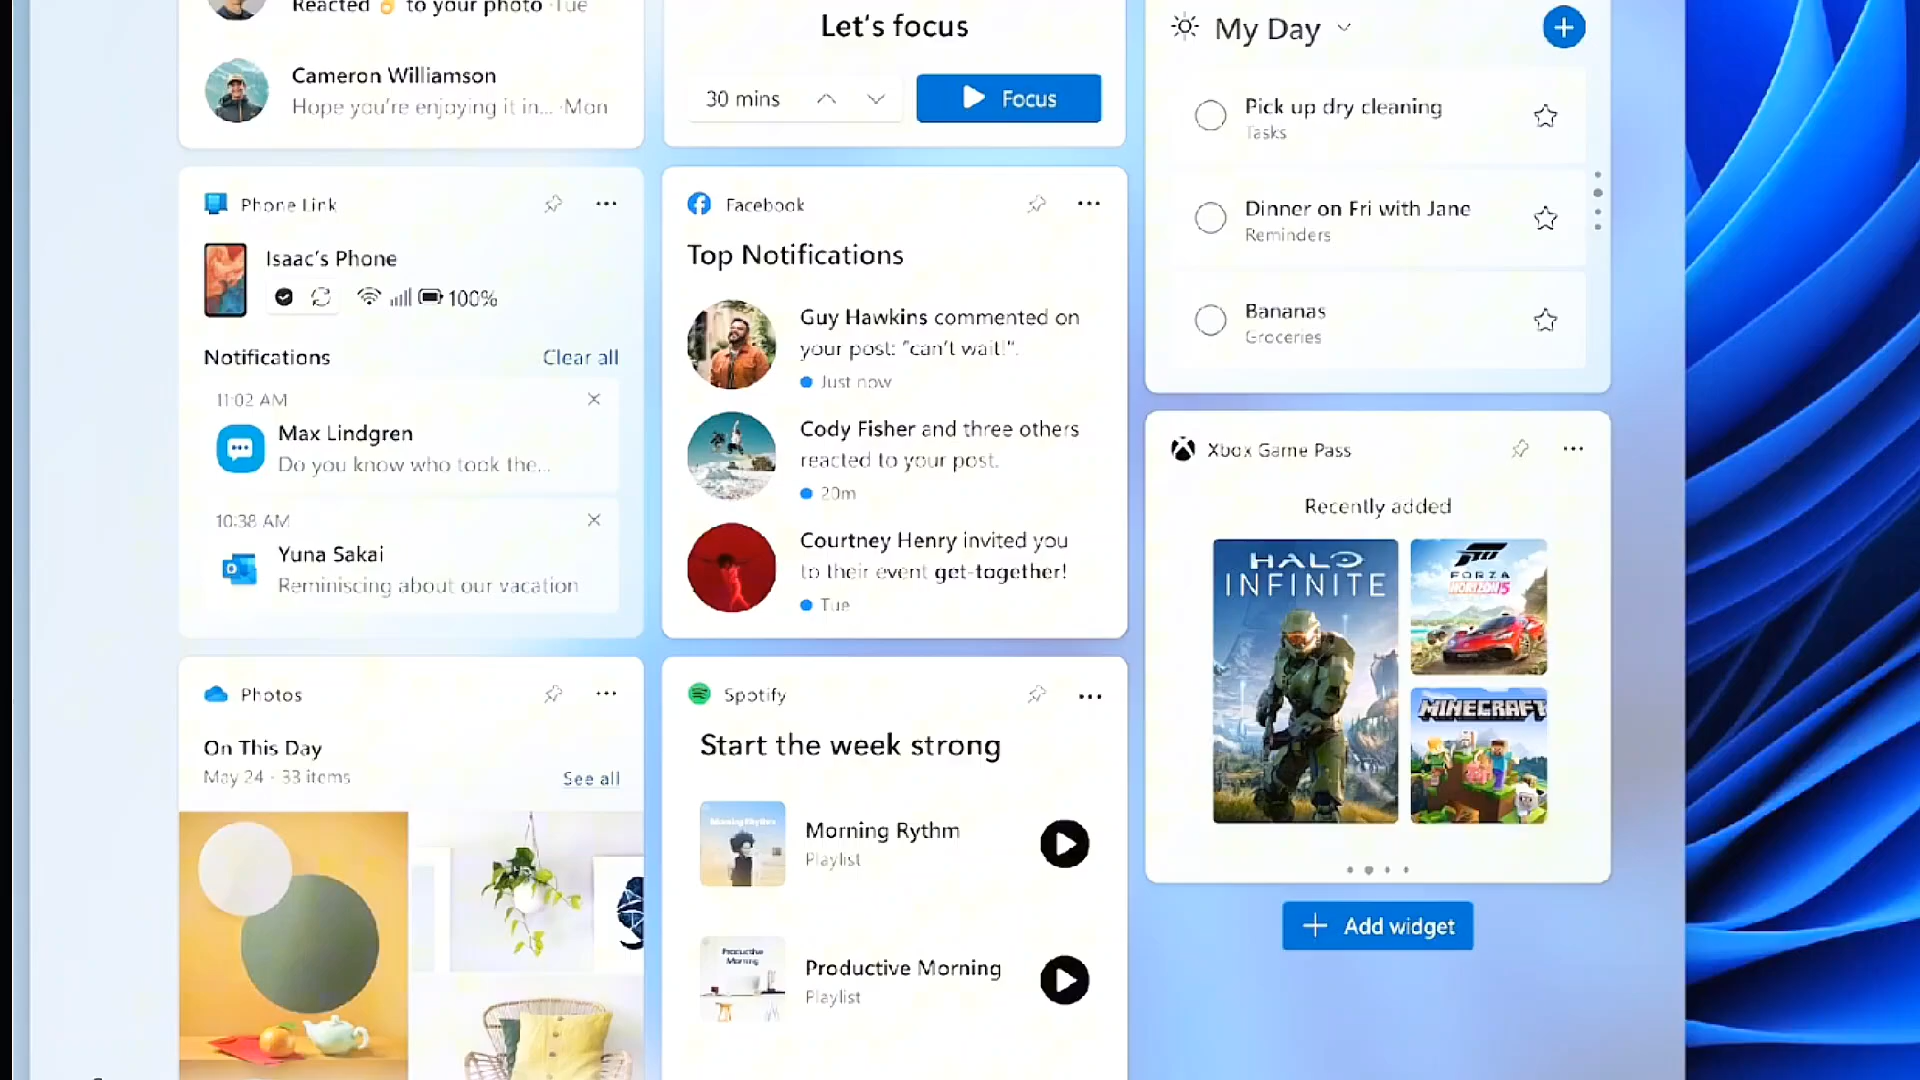 Reacted 👌 to your photo ·Tue
Cameron Williamson
Hope you're enjoying it in... ·Mon
Phone Link
Isaac's Phone
100%
Notifications
Clear all
11:02 AM
Max Lindgren
Do you know who took the...
10:38 AM
Yuna Sakai
Reminiscing about our vacation
Photos
On This Day
May 24 · 33 items
See all
Let's focus
30 mins
Focus
Facebook
Top Notifications
Guy Hawkins commented on
your post: "can't wait!".
Just now
Cody Fisher and three others
reacted to your post.
20m
Courtney Henry invited you
to their event get-together!
Tue
Spotify
Start the week strong
Morning Rythm
Playlist
Morning Rhythm
Productive Morning
Playlist
Productive
Morning
My Day
Pick up dry cleaning
Tasks
Dinner on Fri with Jane
Reminders
Bananas
Groceries
Xbox Game Pass
Recently added
HALO
INFINITE
FORZA
HORIZON 5
MINECRAFT
Add widget